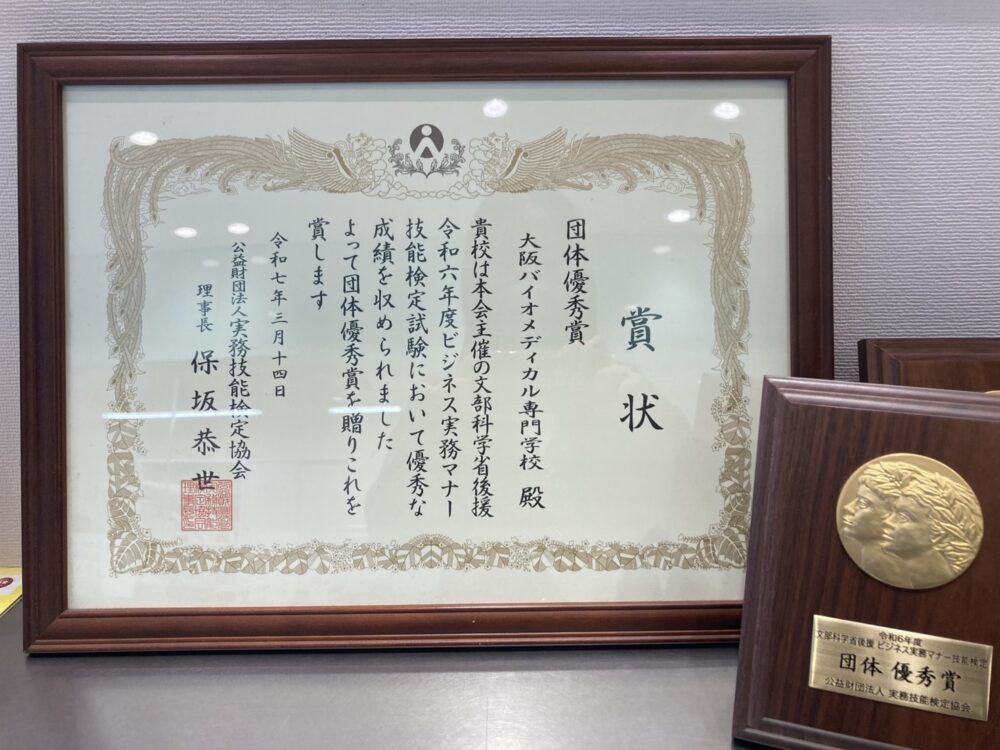 賞状
団体優秀賞
大阪バイオメディカル専門学校 殿
貴校は本会主催の文部科学省後援
令和六年度ビジネス実務マナー
技能検定試験において優秀な
成績を収められました
よって団体優秀賞を贈りこれを
賞します
令和七年三月十四日
公益財団法人実務技能検定協会
理事長 保坂恭世
令和6年度
文部科学省後援 ビジネス実務マナー技能検定
団体 優秀賞
公益財団法人 実務技能検定協会